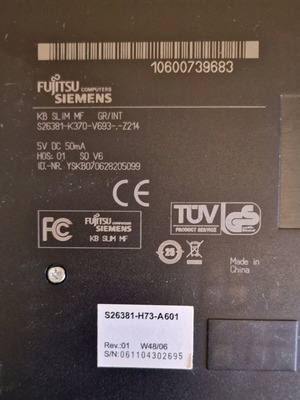 10600739683
FUJITSU COMPUTERS
SIEMENS
KB SLIM MF GR/INT
S26381-K370-V693-,-Z214
5V DC 50mA
HOS: 01 SO V6
ID.-NR. YSKB070628205099
CE
FC
FUJITSU COMPUTERS
SIEMENS
KB SLIM MF
TÜV
PRODUCT SERVICE
GS
Made in
China
S26381-H73-A601
Rev.:01 W48/06
S/N:061104302695